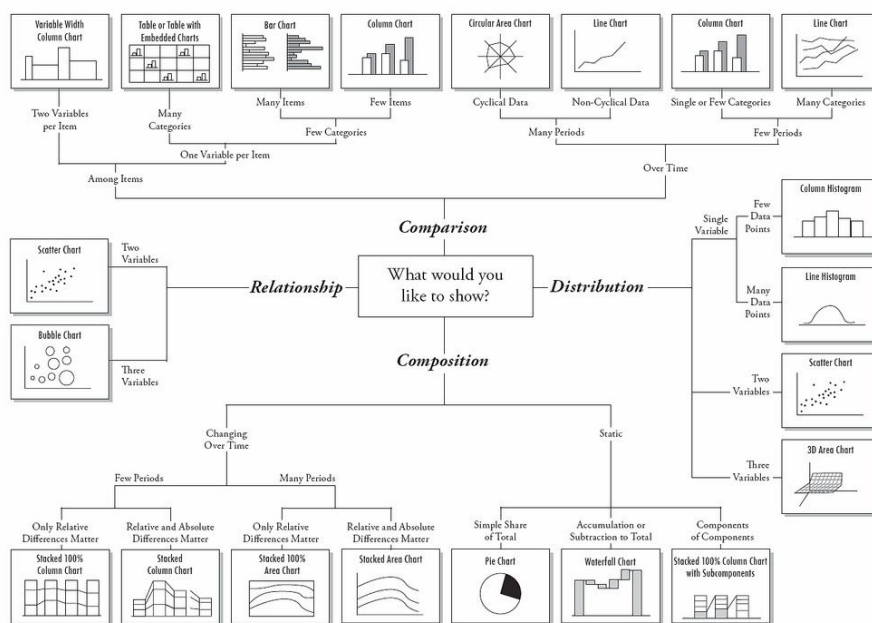 Variable Width
Column Chart
Table or Table with
Embedded Charts
Bar Chart
Column Chart
Circular Area Chart
Line Chart
Column Chart
Line Chart
Two Variables
per Item
Many
Categories
Many Items
Few Items
Cyclical Data
Non-Cyclical Data
Single or Few Categories
Many Categories
Few Categories
Many Periods
Few Periods
One Variable per Item
Among Items
Over Time
Comparison
What would you
like to show?
Relationship
Two
Variables
Scatter Chart
Three
Variables
Bubble Chart
Distribution
Single
Variable
Few
Data
Points
Column Histogram
Many
Data
Points
Line Histogram
Two
Variables
Scatter Chart
Three
Variables
3D Area Chart
Composition
Changing
Over Time
Static
Few Periods
Many Periods
Only Relative
Differences Matter
Relative and Absolute
Differences Matter
Only Relative
Differences Matter
Relative and Absolute
Differences Matter
Simple Share
of Total
Accumulation or
Subtraction to Total
Components of
Components
Stacked 100%
Column Chart
Stacked
Column Chart
Stacked 100%
Area Chart
Stacked Area Chart
Pie Chart
Waterfall Chart
Stacked 100% Column Chart
with Subcomponents